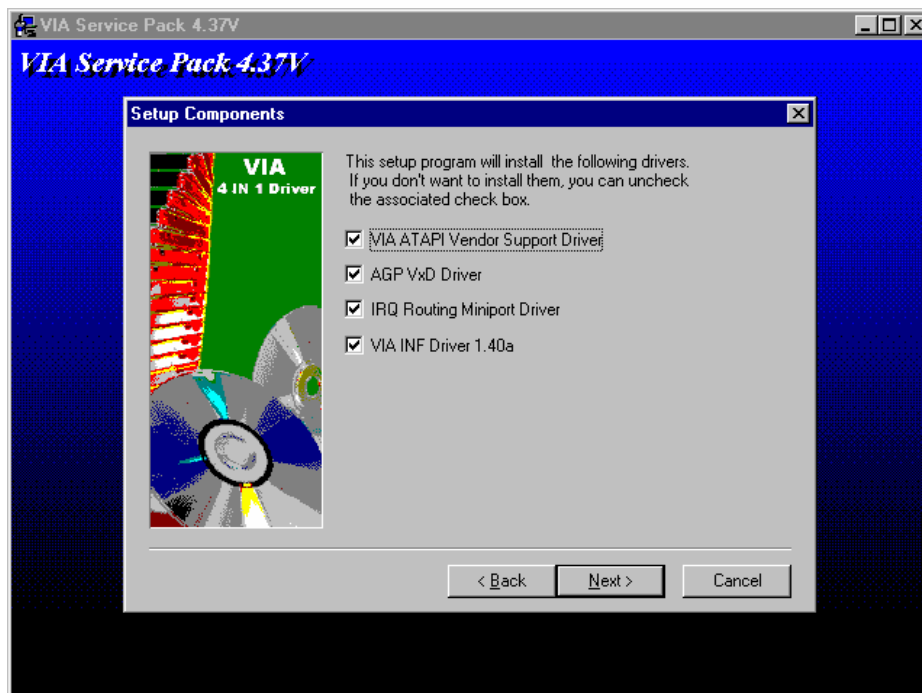 VIA Service Pack 4.37V
VIA Service Pack 4.37V
Setup Components
VIA
4 IN 1 Driver
This setup program will install the following drivers.
If you don't want to install them, you can uncheck
the associated check box.
VIA ATAPI Vendor Support Driver
AGP VxD Driver
IRQ Routing Miniport Driver
VIA INF Driver 1.40a
< Back
Next >
Cancel